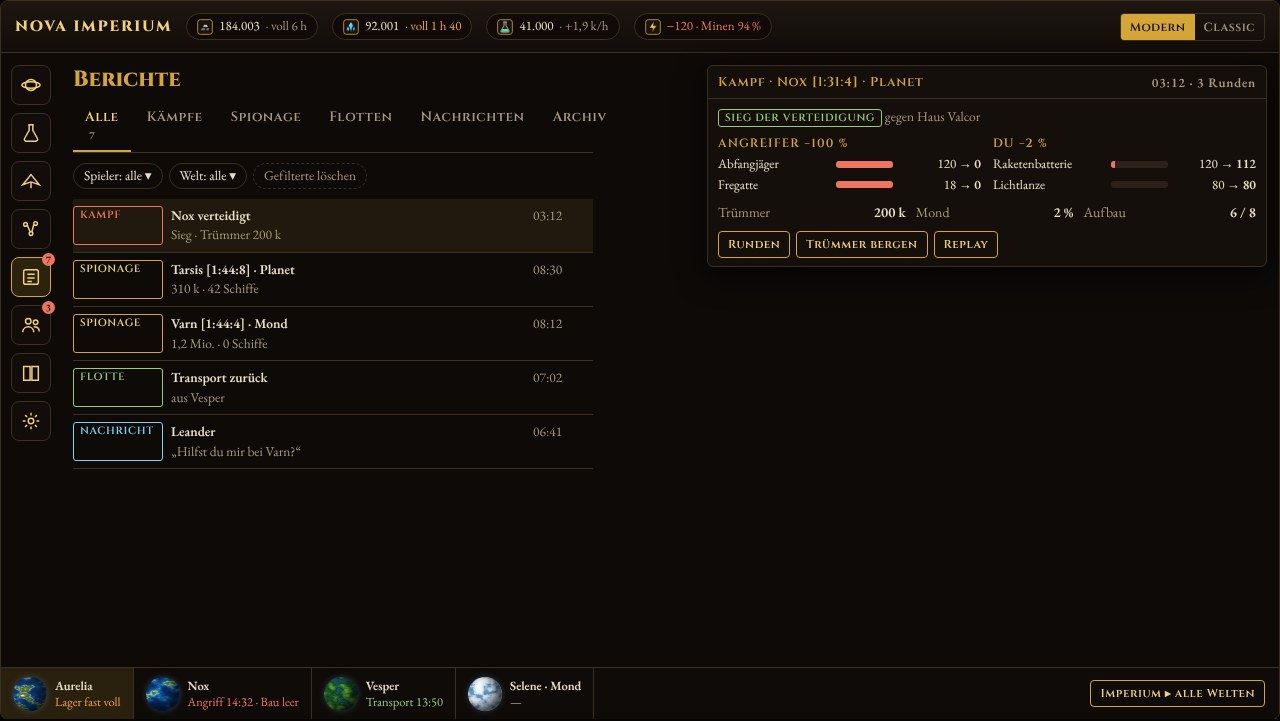 NOVA IMPERIUM
184.003 · voll 6 h
92.001 · voll 1 h 40
41.000 · +1,9 k/h
−120 · Minen 94 %
MODERN
CLASSIC
BERICHTE
ALLE
7
KÄMPFE
SPIONAGE
FLOTTEN
NACHRICHTEN
ARCHIV
Spieler: alle ▾
Welt: alle ▾
Gefilterte löschen
KAMPF
Nox verteidigt
03:12
Sieg · Trümmer 200 k
SPIONAGE
Tarsis [1:44:8] · Planet
08:30
310 k · 42 Schiffe
SPIONAGE
Varn [1:44:4] · Mond
08:12
1,2 Mio. · 0 Schiffe
FLOTTE
Transport zurück
07:02
aus Vesper
NACHRICHT
Leander
06:41
„Hilfst du mir bei Varn?“
7
3
KAMPF · NOX [1:31:4] · PLANET
03:12 · 3 Runden
SIEG DER VERTEIDIGUNG gegen Haus Valcor
ANGREIFER −100 %
DU −2 %
Abfangjäger 120 → 0
Raketenbatterie 120 → 112
Fregatte 18 → 0
Lichtlanze 80 → 80
Trümmer 200 k Mond 2 % Aufbau 6 / 8
RUNDEN
TRÜMMER BERGEN
REPLAY
Aurelia
Lager fast voll
Nox
Angriff 14:32 · Bau leer
Vesper
Transport 13:50
Selene · Mond
—
IMPERIUM ▸ ALLE WELTEN